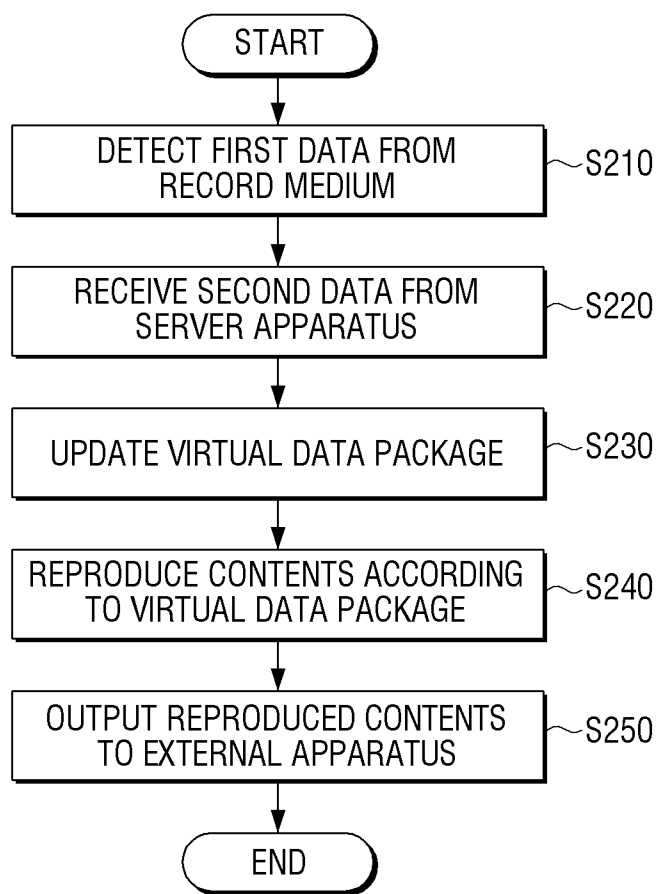 START
DETECT FIRST DATA FROM
RECORD MEDIUM
S210
RECEIVE SECOND DATA FROM
SERVER APPARATUS
S220
UPDATE VIRTUAL DATA PACKAGE
S230
REPRODUCE CONTENTS ACCORDING
TO VIRTUAL DATA PACKAGE
S240
OUTPUT REPRODUCED CONTENTS
TO EXTERNAL APPARATUS
S250
END